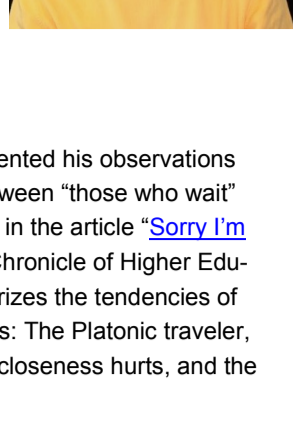 ented his observations
ween “those who wait”
in the article “Sorry I'm
Chronicle of Higher Edu-
rizes the tendencies of
s: The Platonic traveler,
closeness hurts, and the